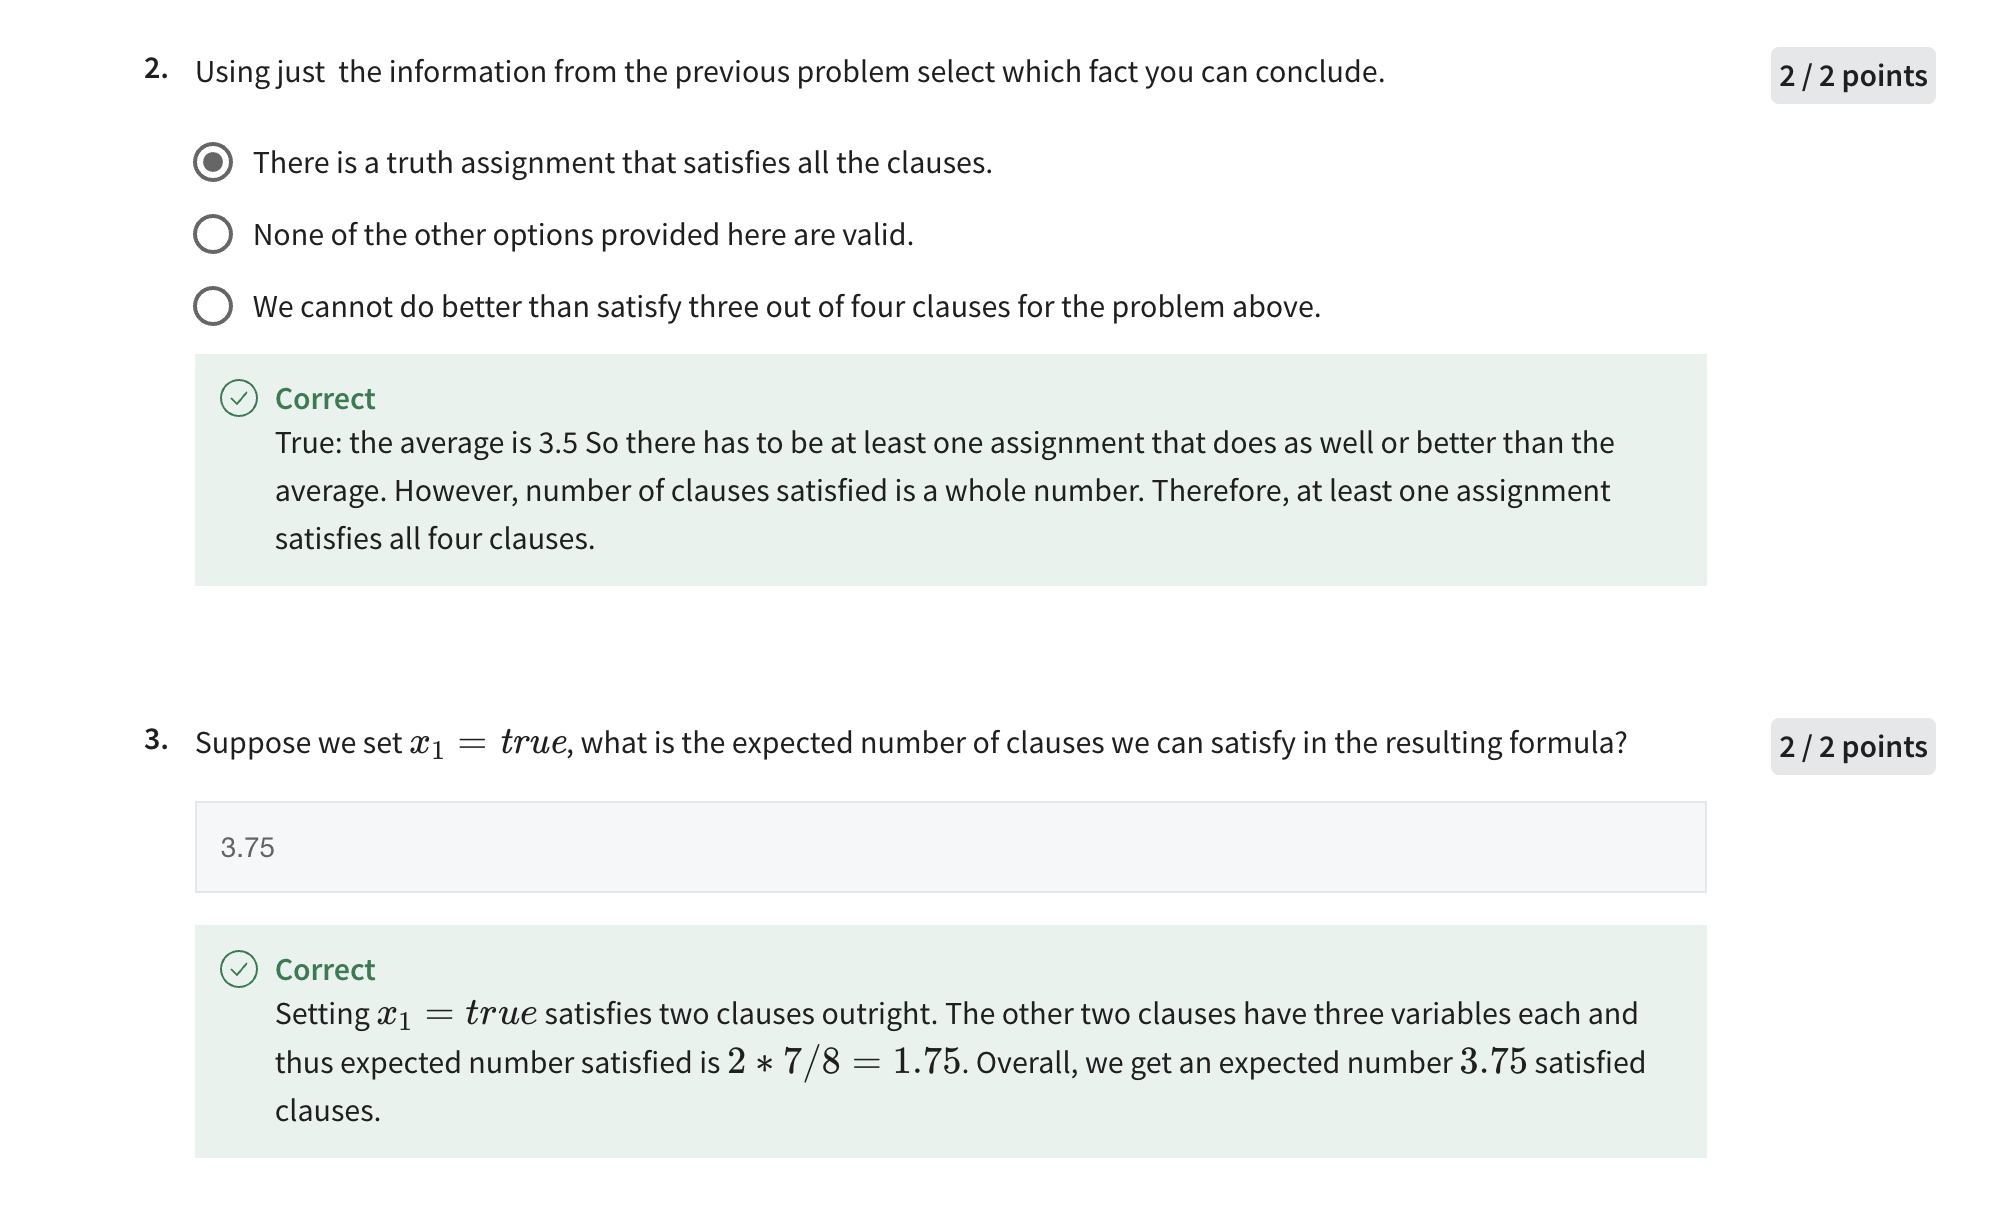 2. Using just  the information from the previous problem select which fact you can conclude.
2 / 2 points
There is a truth assignment that satisfies all the clauses.
None of the other options provided here are valid.
We cannot do better than satisfy three out of four clauses for the problem above.
Correct
True: the average is 3.5 So there has to be at least one assignment that does as well or better than the
average. However, number of clauses satisfied is a whole number. Therefore, at least one assignment
satisfies all four clauses.
3. Suppose we set x₁ = true, what is the expected number of clauses we can satisfy in the resulting formula?
2 / 2 points
3.75
Correct
Setting x₁ = true satisfies two clauses outright. The other two clauses have three variables each and
thus expected number satisfied is 2 * 7/8 = 1.75. Overall, we get an expected number 3.75 satisfied
clauses.